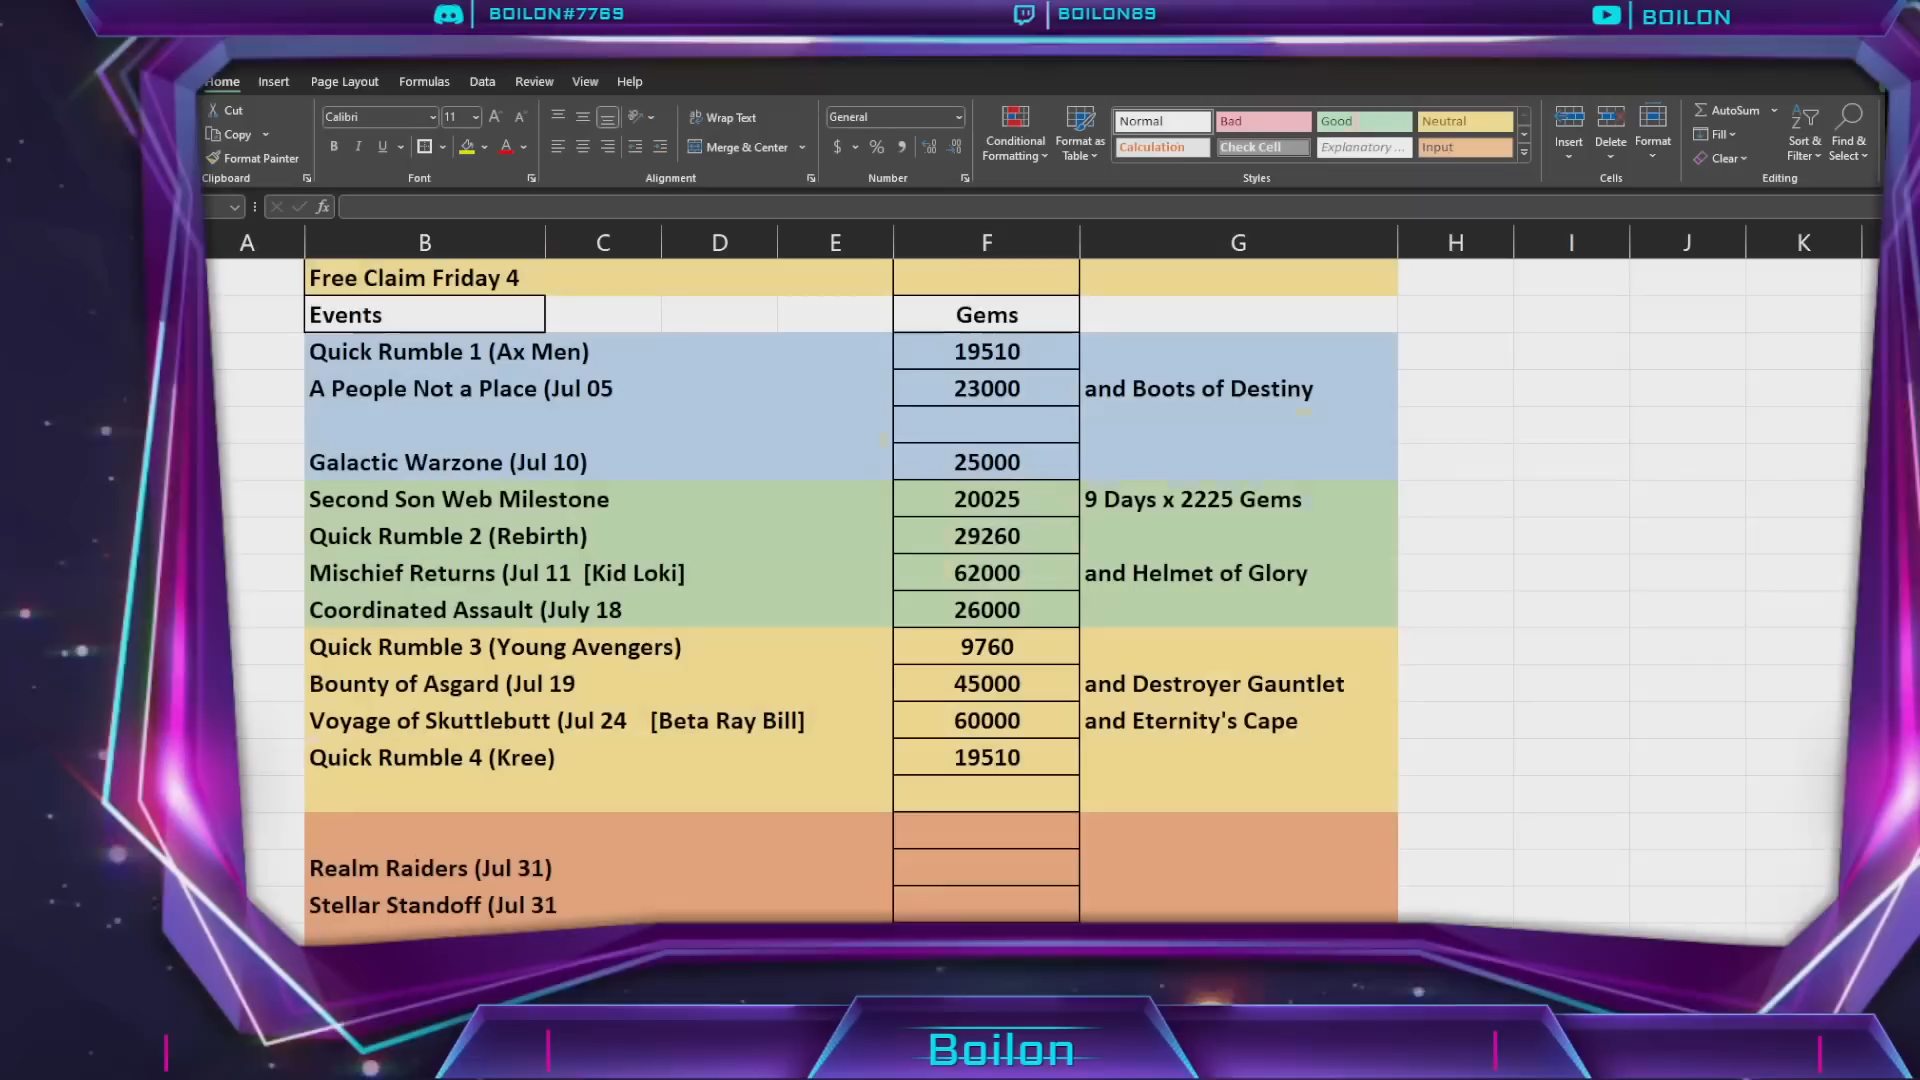 BOILON#7769 BOILON89 BOILON
Home Insert Page Layout Formulas Data Review View Help
Cut
Copy
Format Painter
Clipboard
Calibri 11 A A
B I U A
Font
Wrap Text
Merge & Center
Alignment
General
$ % 9
Number
Conditional Formatting
Format as Table
Normal Bad Good Neutral
Calculation Check Cell Explanatory ... Input
Styles
Insert Delete Format
Cells
AutoSum
Fill
Clear
Sort & Filter
Find & Select
Editing
fx
A B C D E F G H I J K
Free Claim Friday 4
Events Gems
Quick Rumble 1 (Ax Men) 19510
A People Not a Place (Jul 05 23000 and Boots of Destiny
Galactic Warzone (Jul 10) 25000
Second Son Web Milestone 20025 9 Days x 2225 Gems
Quick Rumble 2 (Rebirth) 29260
Mischief Returns (Jul 11 [Kid Loki] 62000 and Helmet of Glory
Coordinated Assault (July 18 26000
Quick Rumble 3 (Young Avengers) 9760
Bounty of Asgard (Jul 19 45000 and Destroyer Gauntlet
Voyage of Skuttlebutt (Jul 24 [Beta Ray Bill] 60000 and Eternity's Cape
Quick Rumble 4 (Kree) 19510
Realm Raiders (Jul 31)
Stellar Standoff (Jul 31
Boilon